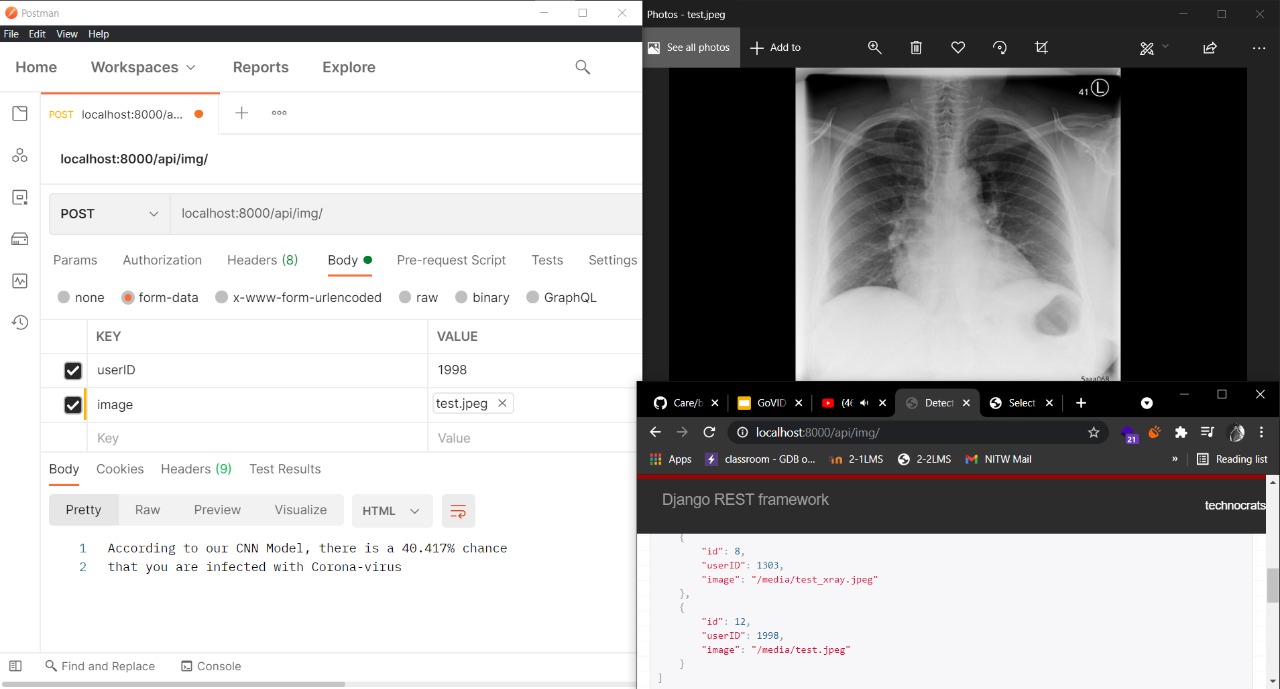 Postman
File Edit View Help
Home Workspaces Reports Explore
POST localhost:8000/a...
localhost:8000/api/img/
POST localhost:8000/api/img/
Params Authorization Headers (8) Body Pre-request Script Tests Settings
none form-data x-www-form-urlencoded raw binary GraphQL
KEY VALUE
userID 1998
image test.jpeg
Key Value
Body Cookies Headers (9) Test Results
Pretty Raw Preview Visualize HTML
1 According to our CNN Model, there is a 40.417% chance
2 that you are infected with Corona-virus
Find and Replace Console
Photos - test.jpeg
See all photos Add to
41 L
5aaa068
Care/b GoVID (4( Detect Select
localhost:8000/api/img/
21
Apps classroom - GDB o... 2-1LMS 2-2LMS NITW Mail » Reading list
Django REST framework technocrats
{
"id": 8,
"userID": 1303,
"image": "/media/test_xray.jpeg"
},
{
"id": 12,
"userID": 1998,
"image": "/media/test.jpeg"
}
]